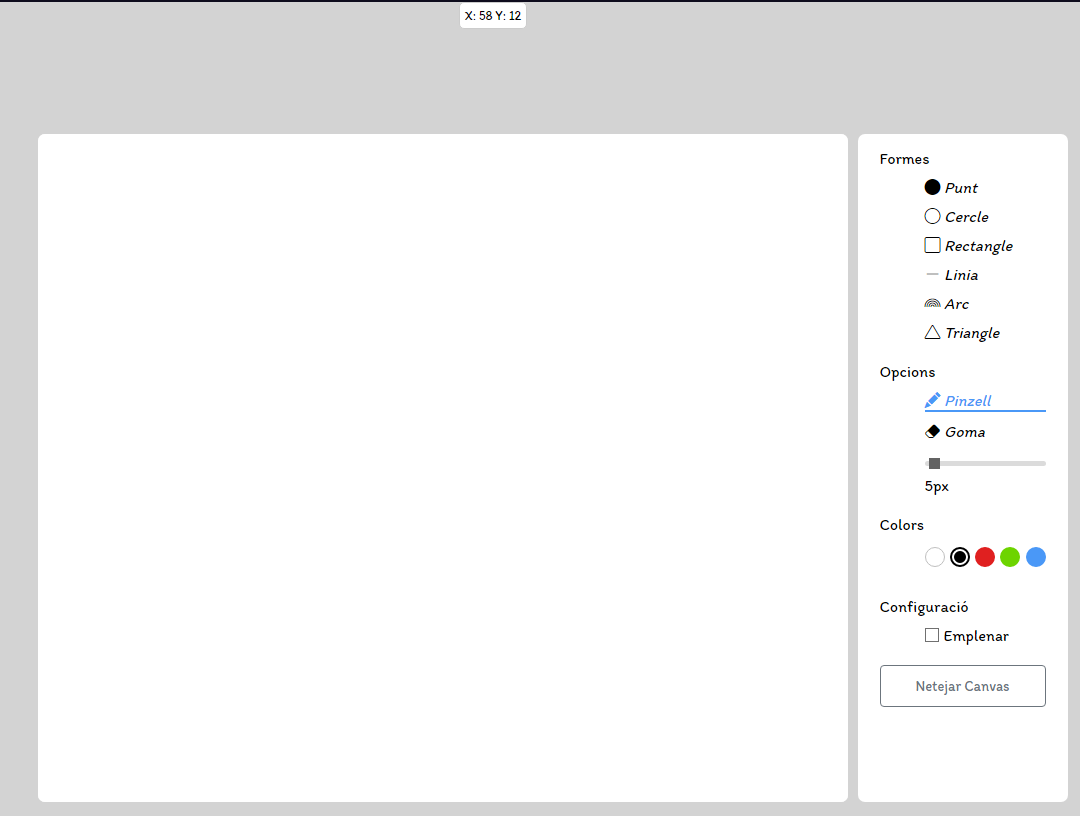 X: 58 Y: 12
Formes
Punt
Cercle
Rectangle
Linia
Arc
Triangle
Opcions
Pinzell
Goma
5px
Colors
Configuració
Emplenar
Netejar Canvas